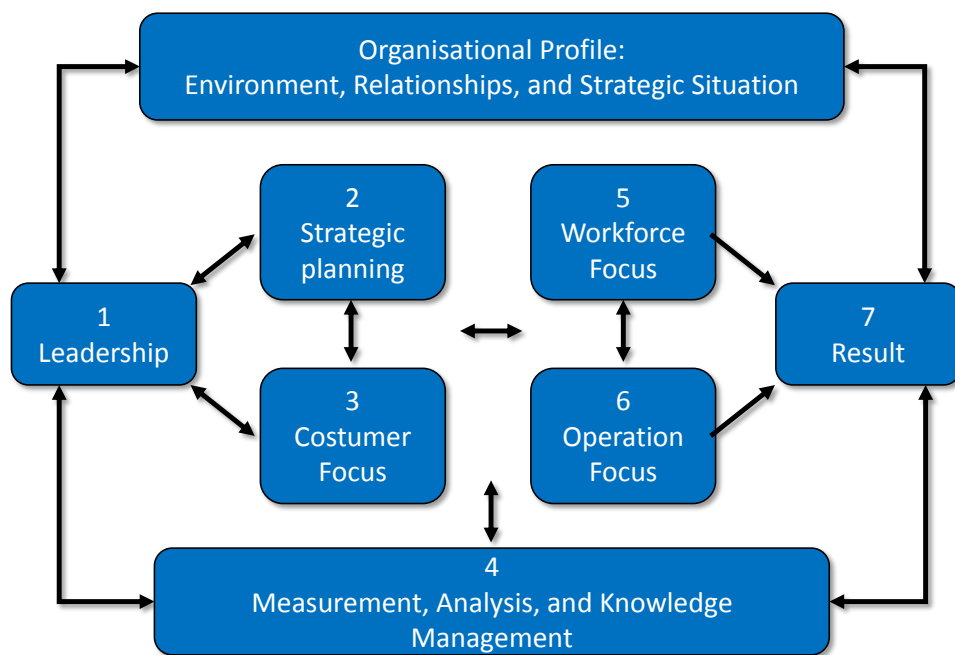 Organisational Profile:
Environment, Relationships, and Strategic Situation
2
Strategic
planning
5
Workforce
Focus
1
Leadership
7
Result
3
Costumer
Focus
6
Operation
Focus
4
Measurement, Analysis, and Knowledge
Management